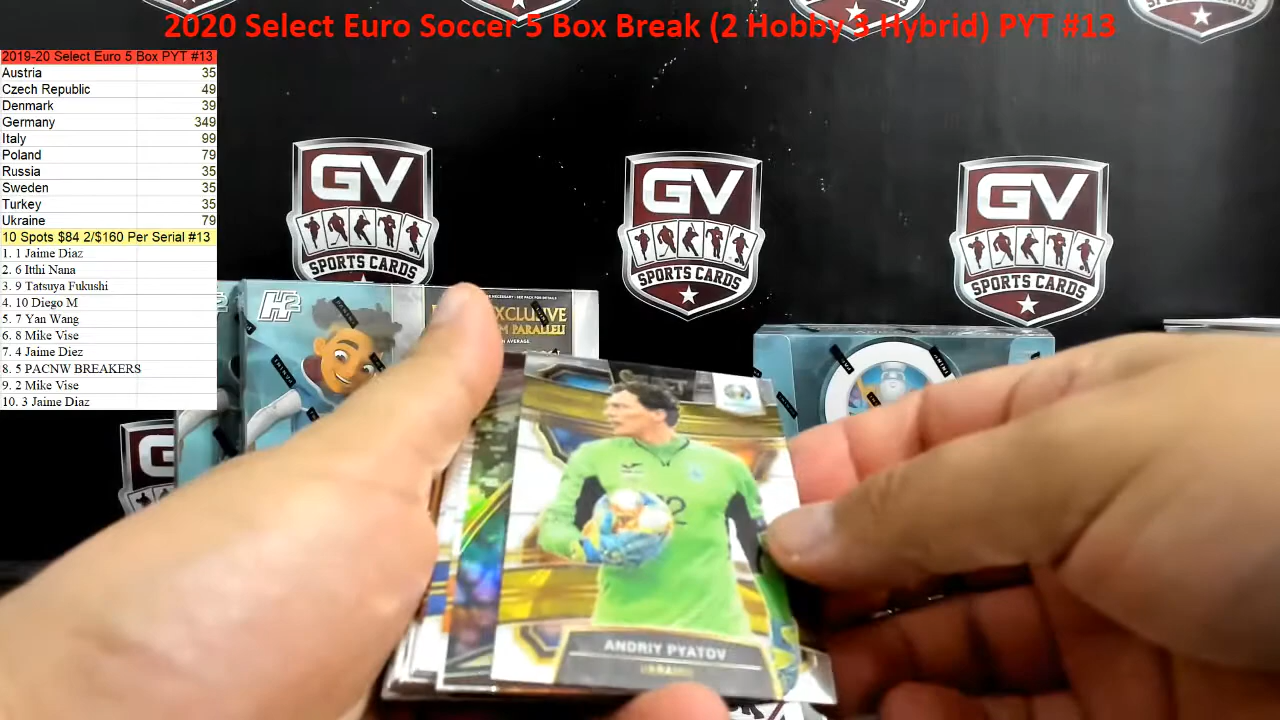 2020 Select Euro Soccer 5 Box Break (2 Hobby 3 Hybrid) PYT #13
2019-20 Select Euro 5 Box PYT #13
Austria 35
Czech Republic 49
Denmark 39
Germany 349
Italy 99
Poland 79
Russia 35
Sweden 35
Turkey 35
Ukraine 79
10 Spots $84 2/$160 Per Serial #13
1. 1 Jaime Diaz
2. 6 Itthi Nana
3. 9 Tatsuya Fukushi
4. 10 Diego M
5. 7 Yan Wang
6. 8 Mike Vise
7. 4 Jaime Diez
8. 5 PACNW BREAKERS
9. 2 Mike Vise
10. 3 Jaime Diaz
GV
SPORTS CARDS
GV
SPORTS CARDS
GV
SPORTS CARDS
H2
ANDRIY PYATOV
UKRAINE